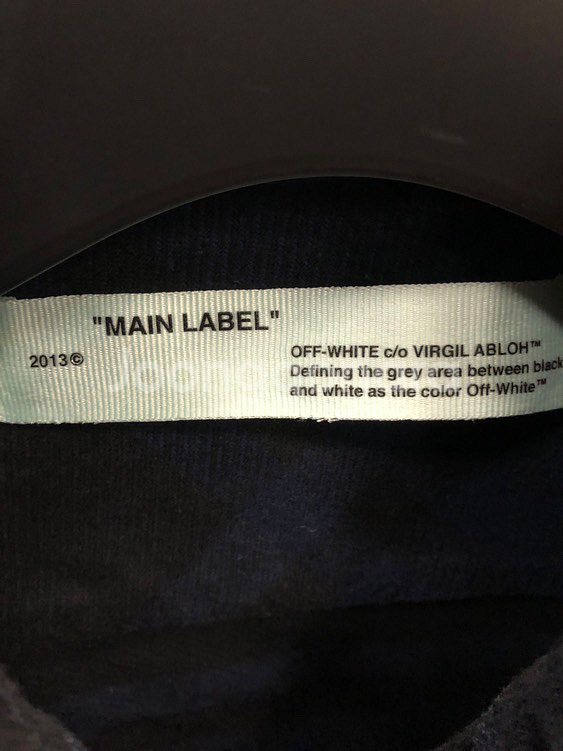 "MAIN LABEL"
2013©
OFF-WHITE c/o VIRGIL ABLOH™
Defining the grey area between black
and white as the color Off-White™